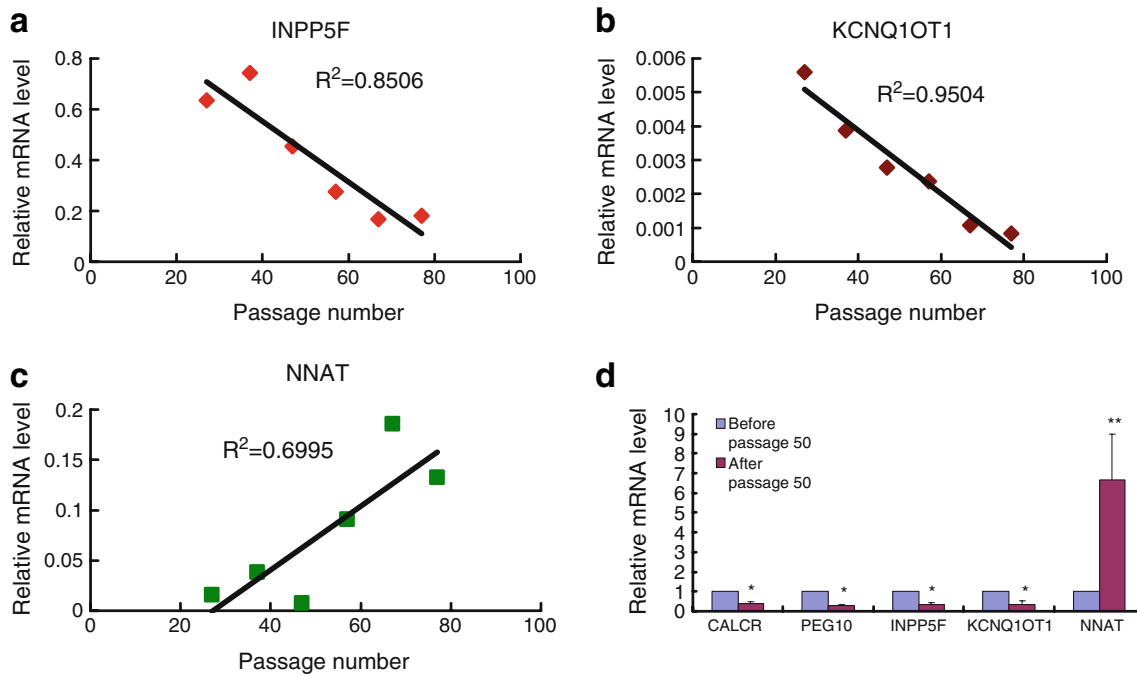 a
INPP5F
Relative mRNA level
0.8
0.6
0.4
0.2
0
R²=0.8506
0 20 40 60 80 100
Passage number
b
KCNQ1OT1
Relative mRNA level
0.006
0.005
0.004
0.003
0.002
0.001
0
R²=0.9504
0 20 40 60 80 100
Passage number
c
NNAT
Relative mRNA level
0.2
0.15
0.1
0.05
0
R²=0.6995
0 20 40 60 80 100
Passage number
d
Relative mRNA level
10
9
8
7
6
5
4
3
2
1
0
Before
passage 50
After
passage 50
* * * * **
CALCR PEG10 INPP5F KCNQ1OT1 NNAT